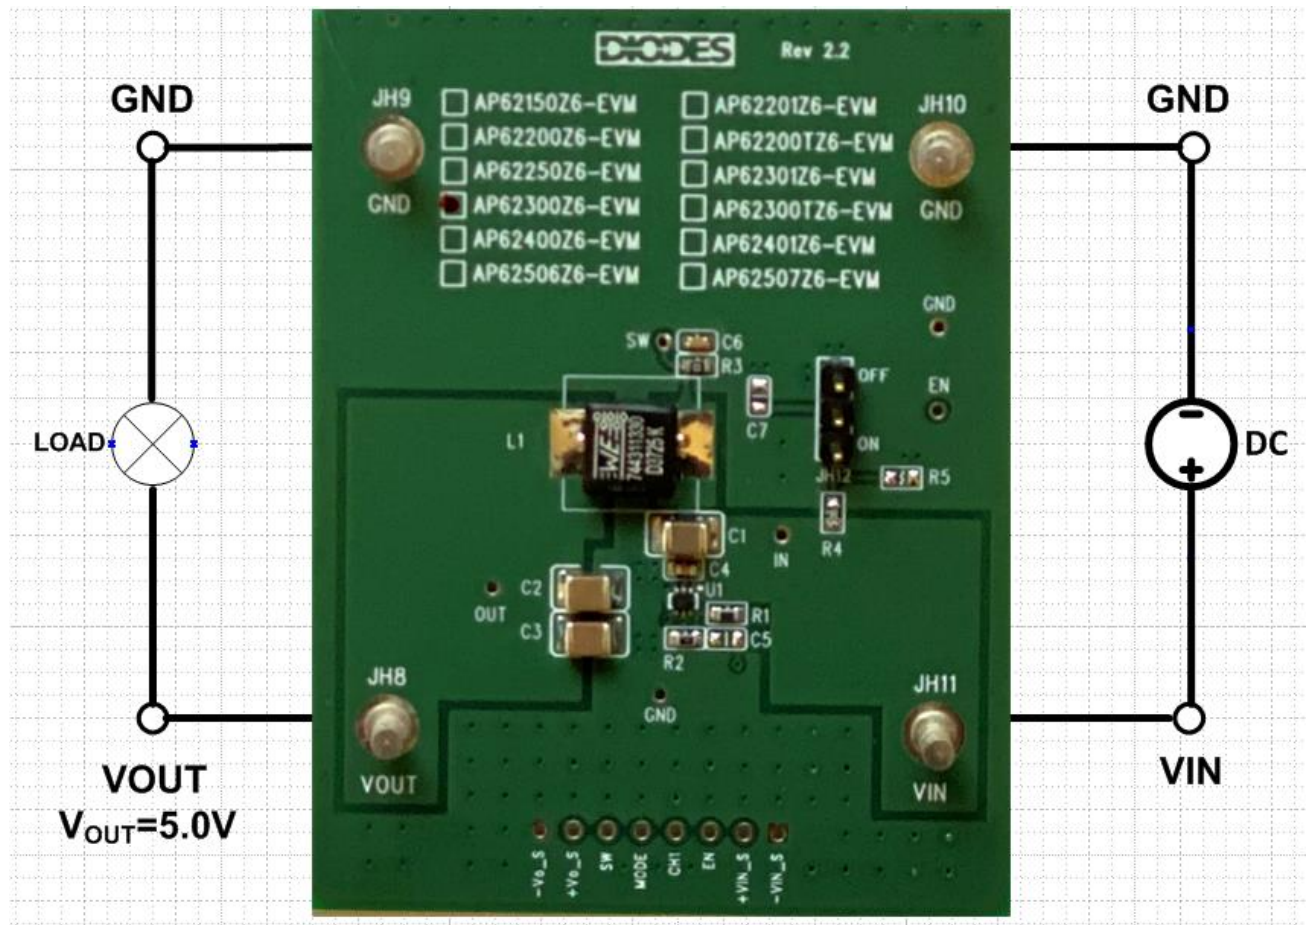 DIODES
Rev 2.2
GND
JH9
AP62150Z6-EVM
AP62200Z6-EVM
AP62250Z6-EVM
AP62300Z6-EVM
AP62400Z6-EVM
AP62506Z6-EVM
AP62201Z6-EVM
AP62200TZ6-EVM
AP62301Z6-EVM
AP62300TZ6-EVM
AP62401Z6-EVM
AP62507Z6-EVM
JH10
GND
GND
GND
GND
SW
C6
R3
OFF
EN
C7
LOAD
L1
WE
744311330
D3725 K
ON
DC
JH12
R5
C1
IN
R4
C4
C2
U1
OUT
R1
C3
C5
R2
JH8
JH11
GND
VOUT
VIN
VIN
VOUT
VOUT=5.0V
-Vo_S
+Vo_S
SW
MODE
CH1
EN
+VIN_S
-VIN_S